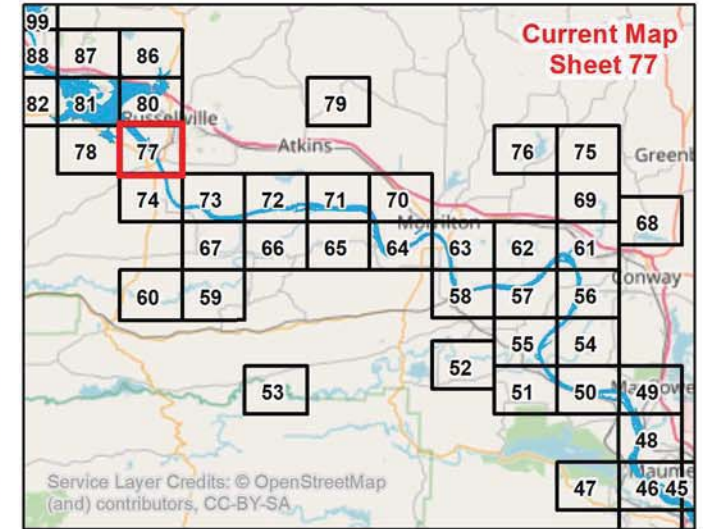 99
Current Map
Sheet 77
88 87 86
82 81 80 79
Russellville
Atkins
78 77 76 75
74 73 72 71 70 69 68
Morrilton
67 66 65 64 63 62 61
Conway
60 59 58 57 56
55 54
52
53 51 50 49
48
Service Layer Credits: © OpenStreetMap
(and) contributors, CC-BY-SA
47 46 45